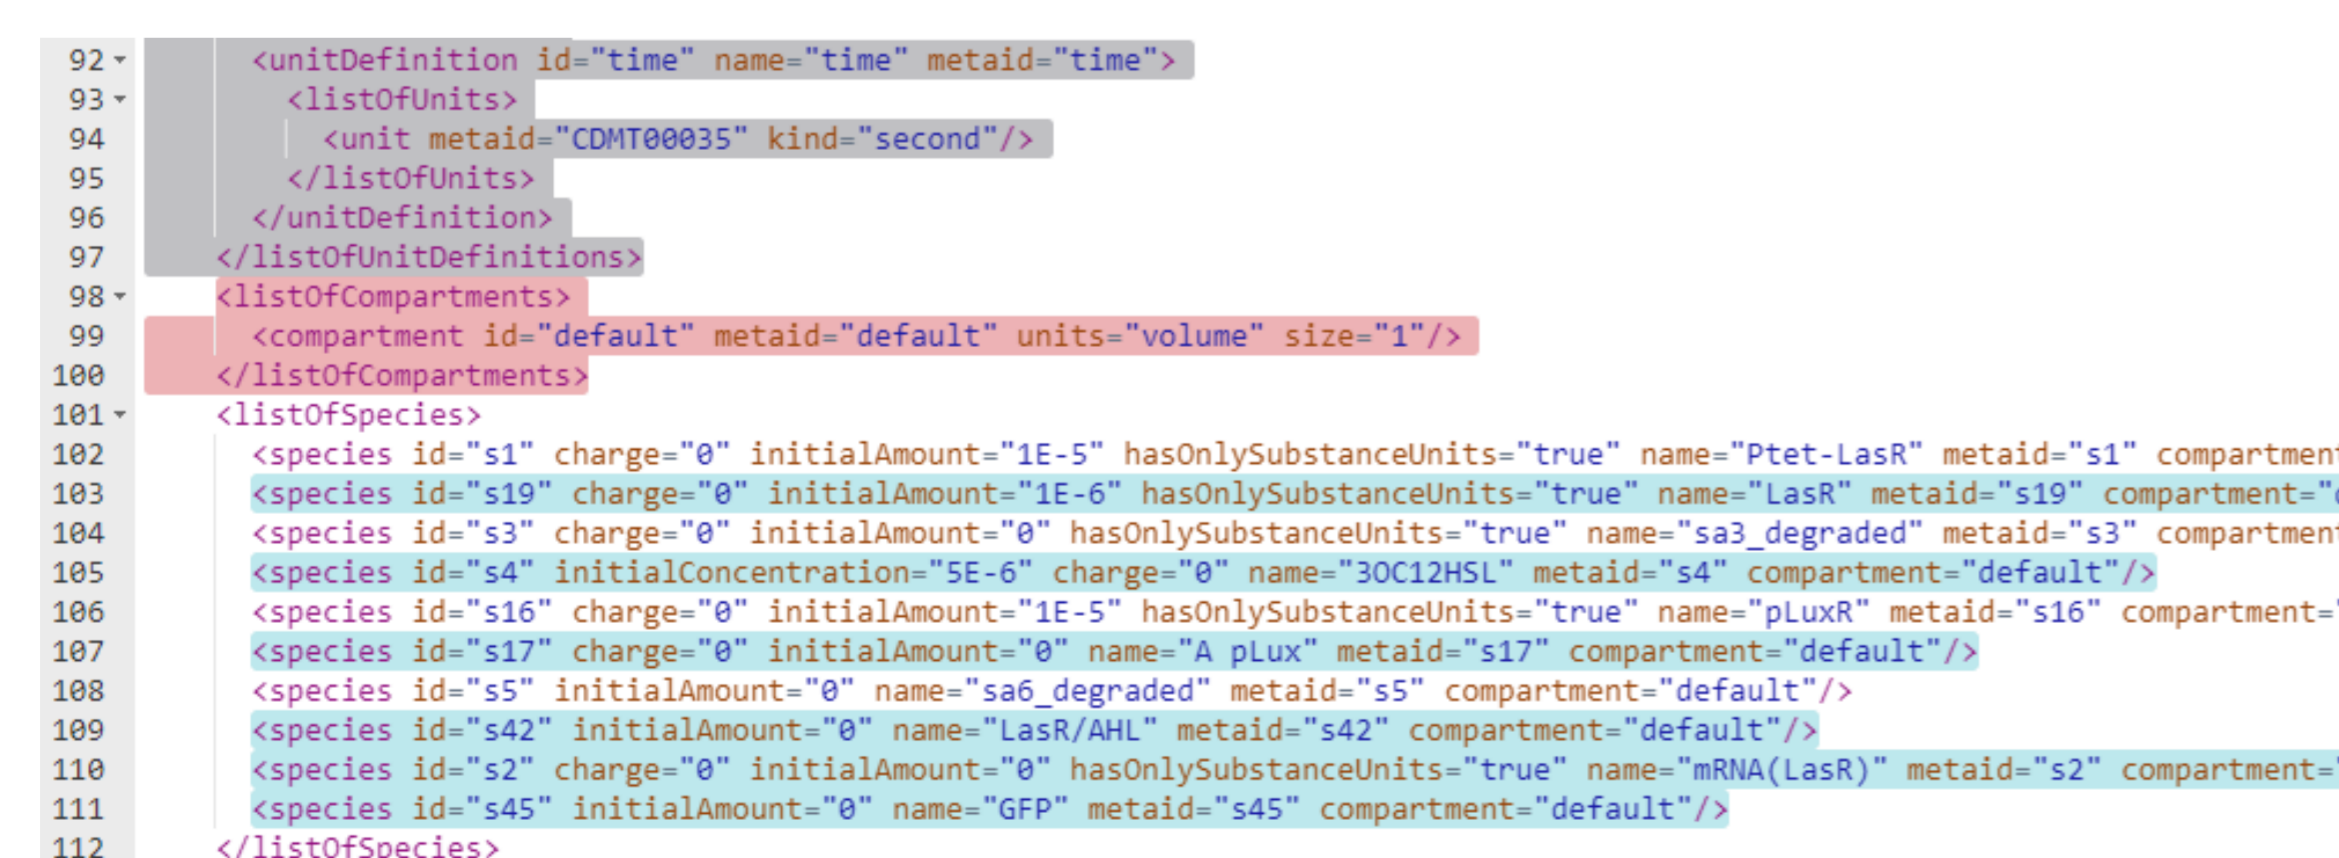 92 <unitDefinition id="time" name="time" metaid="time">
93 <listOfUnits>
94 <unit metaid="CDMT00035" kind="second"/>
95 </listOfUnits>
96 </unitDefinition>
97 </listOfUnitDefinitions>
98 <listOfCompartments>
99 <compartment id="default" metaid="default" units="volume" size="1"/>
100 </listOfCompartments>
101 <listOfSpecies>
102 <species id="s1" charge="0" initialAmount="1E-5" hasOnlySubstanceUnits="true" name="Ptet-LasR" metaid="s1" compartment
103 <species id="s19" charge="0" initialAmount="1E-6" hasOnlySubstanceUnits="true" name="LasR" metaid="s19" compartment="
104 <species id="s3" charge="0" initialAmount="0" hasOnlySubstanceUnits="true" name="sa3_degraded" metaid="s3" compartment
105 <species id="s4" initialConcentration="5E-6" charge="0" name="3OC12HSL" metaid="s4" compartment="default"/>
106 <species id="s16" charge="0" initialAmount="1E-5" hasOnlySubstanceUnits="true" name="pLuxR" metaid="s16" compartment="
107 <species id="s17" charge="0" initialAmount="0" name="A pLux" metaid="s17" compartment="default"/>
108 <species id="s5" initialAmount="0" name="sa6_degraded" metaid="s5" compartment="default"/>
109 <species id="s42" initialAmount="0" name="LasR/AHL" metaid="s42" compartment="default"/>
110 <species id="s2" charge="0" initialAmount="0" hasOnlySubstanceUnits="true" name="mRNA(LasR)" metaid="s2" compartment="
111 <species id="s45" initialAmount="0" name="GFP" metaid="s45" compartment="default"/>
112 </listOfSpecies>